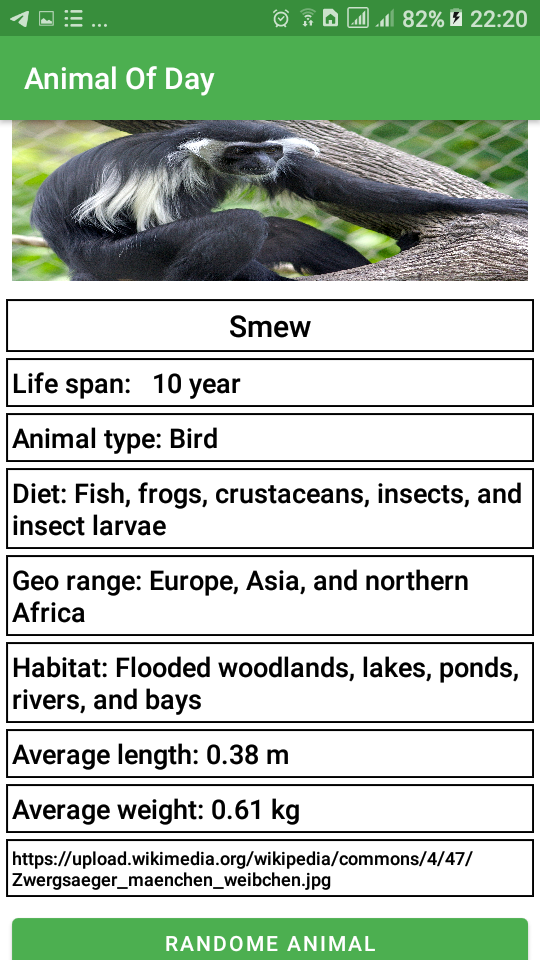 ... 82% 22:20
Animal Of Day
Smew
Life span: 10 year
Animal type: Bird
Diet: Fish, frogs, crustaceans, insects, and
insect larvae
Geo range: Europe, Asia, and northern
Africa
Habitat: Flooded woodlands, lakes, ponds,
rivers, and bays
Average length: 0.38 m
Average weight: 0.61 kg
https://upload.wikimedia.org/wikipedia/commons/4/47/
Zwergsaeger_maenchen_weibchen.jpg
RANDOME ANIMAL